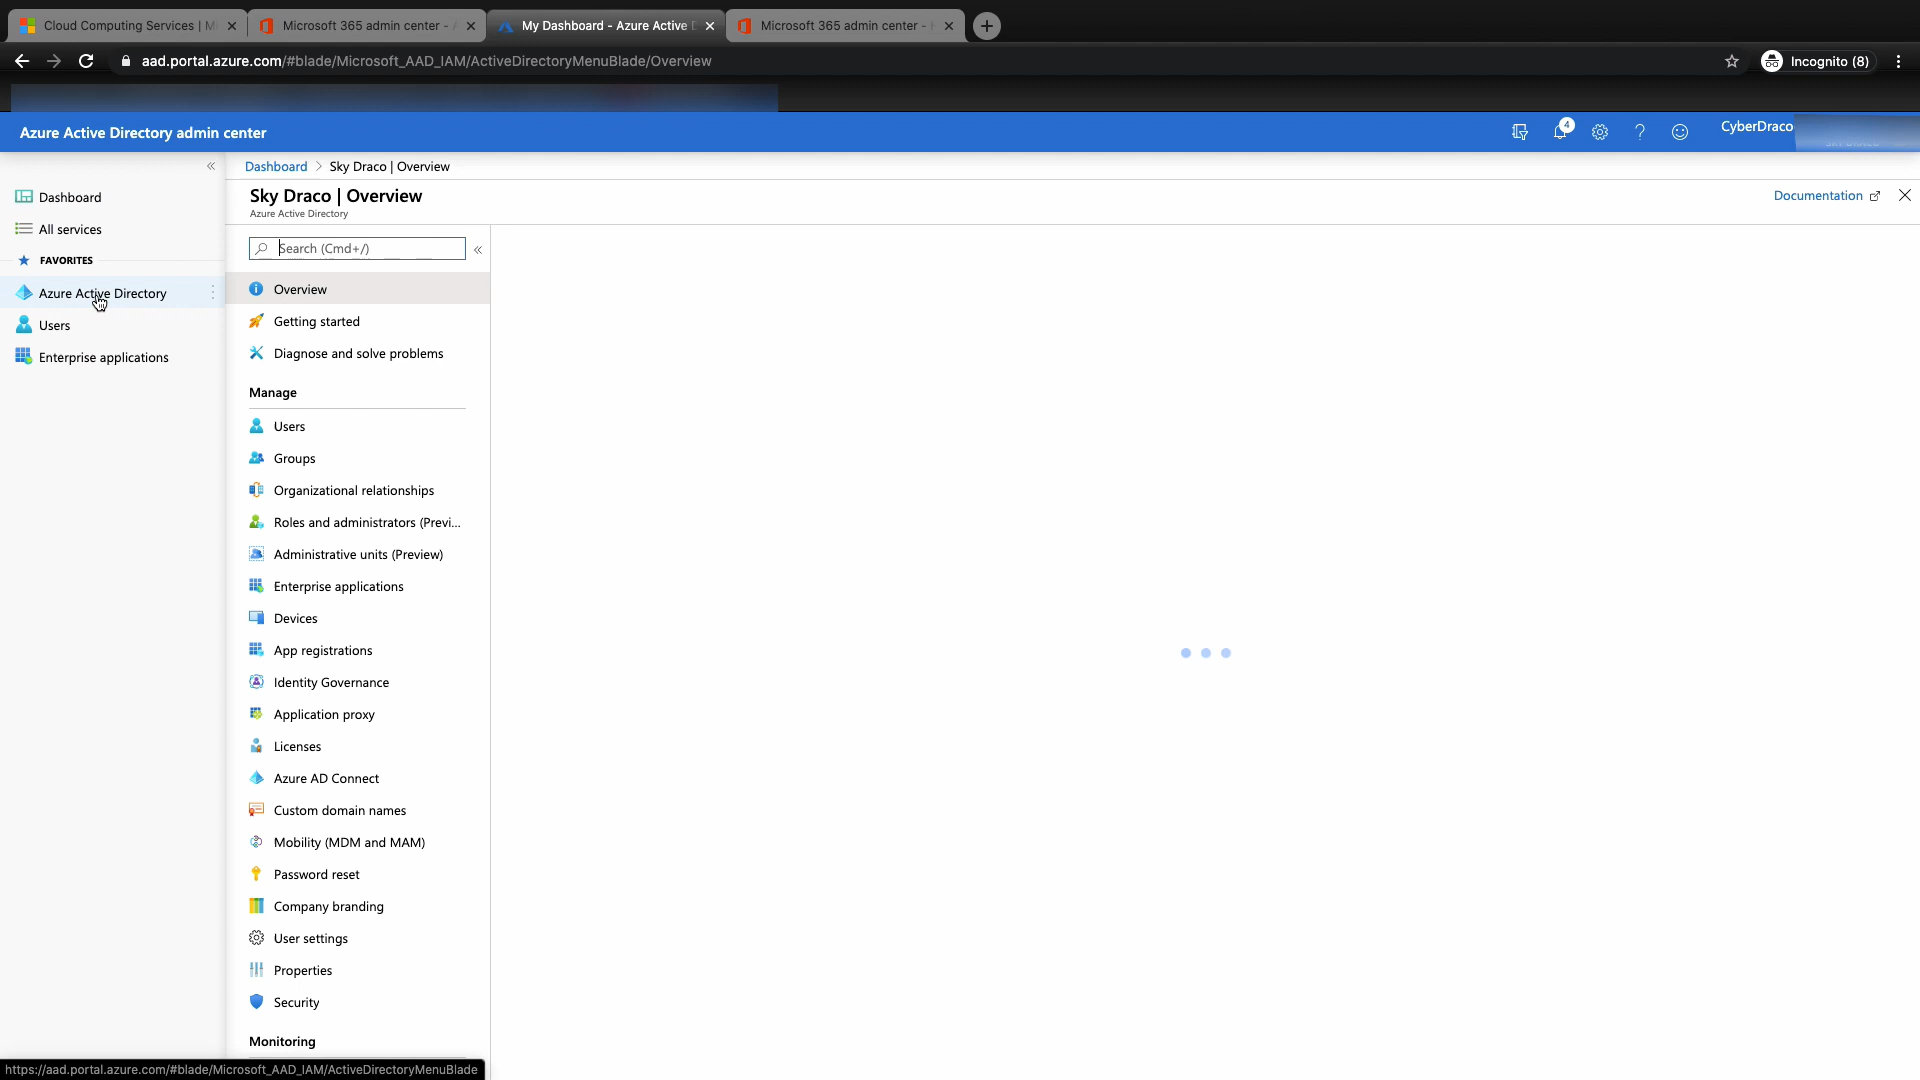 Cloud Computing Services | Mi
Microsoft 365 admin center - A
My Dashboard - Azure Active D
Microsoft 365 admin center - H
aad.portal.azure.com/#blade/Microsoft_AAD_IAM/ActiveDirectoryMenuBlade/Overview
Incognito (8)
Azure Active Directory admin center
4
CyberDraco
Dashboard > Sky Draco | Overview
Sky Draco | Overview
Azure Active Directory
Documentation
Dashboard
All services
FAVORITES
Azure Active Directory
Users
Enterprise applications
Search (Cmd+/)
Overview
Getting started
Diagnose and solve problems
Manage
Users
Groups
Organizational relationships
Roles and administrators (Previ...
Administrative units (Preview)
Enterprise applications
Devices
App registrations
Identity Governance
Application proxy
Licenses
Azure AD Connect
Custom domain names
Mobility (MDM and MAM)
Password reset
Company branding
User settings
Properties
Security
Monitoring
https://aad.portal.azure.com/#blade/Microsoft_AAD_IAM/ActiveDirectoryMenuBlade